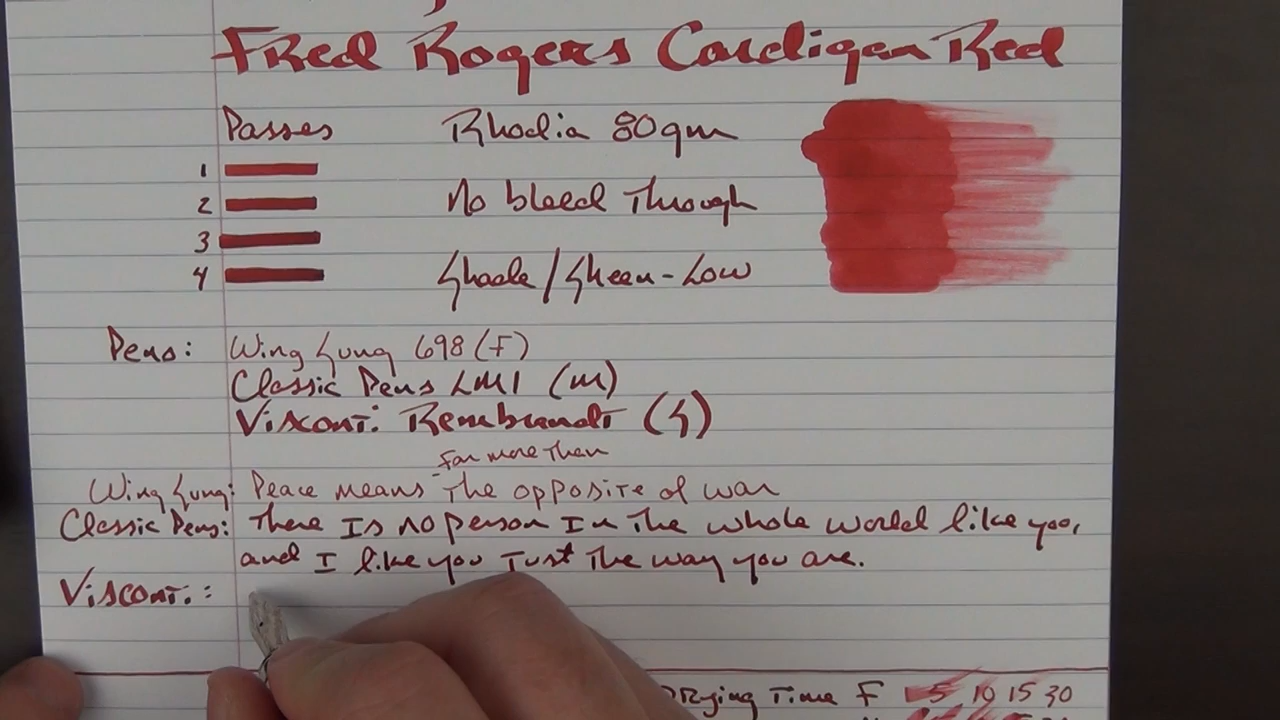 Fred Rogers Cardigan Red
Passes
Rhodia 80gm
1
2
No bleed Through
3
4
Shade/Sheen-Low
Pens: Wing Sung 698 (F)
Classic Pens LM1 (M)
Visconti Rembrandt (S)
far more than
Wing Sung: Peace means the opposite of war
Classic Pens: There Is no person In The whole world like you,
and I like you Just The way you are.
Visconti:
Drying Time F 5 10 15 30